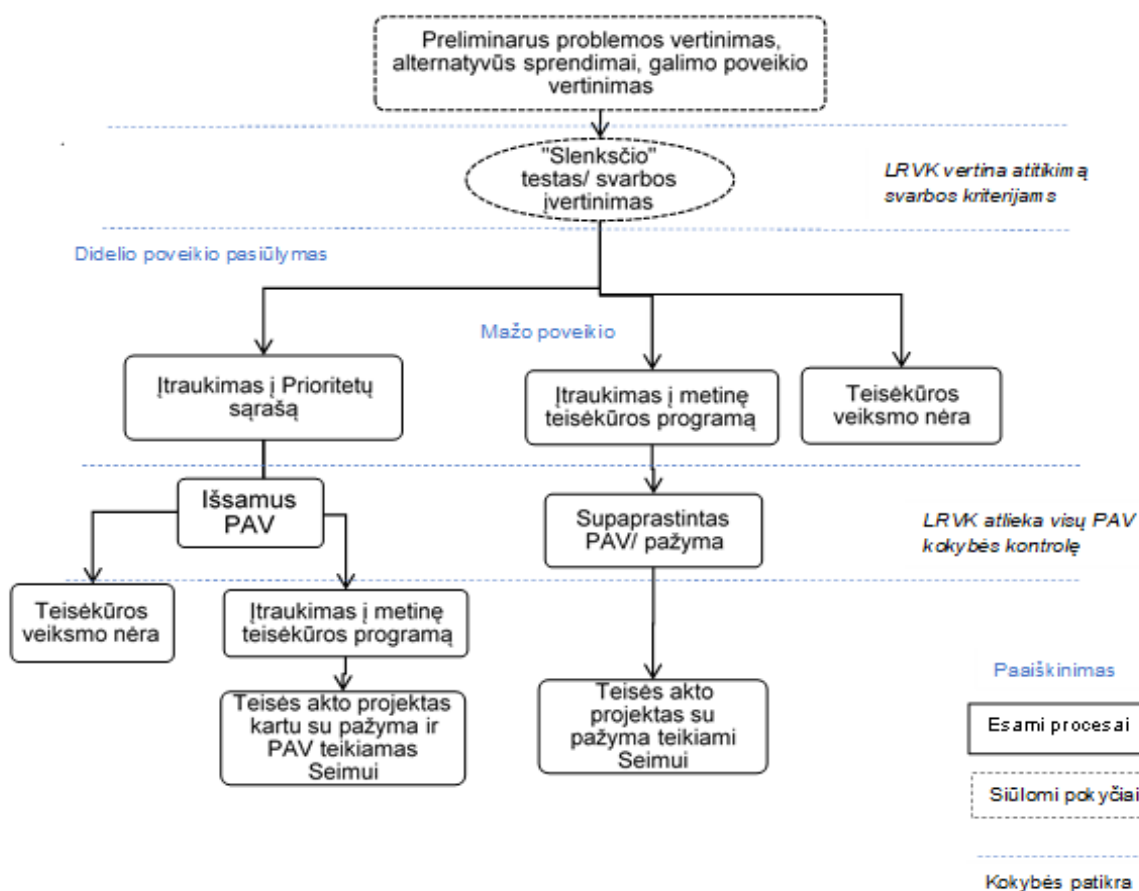 Preliminarus problemos vertinimas,
alternatyvūs sprendimai, galimo poveikio
vertinimas
"Slenksčio"
testas/ svarbos
įvertinimas
LRVK vertina atitikimą
svarbos kriterijams
Didelio poveikio pasiūlymas
Mažo poveikio
Įtraukimas į Prioritetų
sąrašą
Įtraukimas į metinę
teisėkūros programą
Teisėkūros
veiksmo nėra
Išsamus
PAV
Supaprastintas
PAV/ pažyma
LRVK atlieka visų PAV
kokybės kontrolę
Teisėkūros
veiksmo nėra
Įtraukimas į metinę
teisėkūros programą
Teisės akto projektas
kartu su pažyma ir
PAV teikiamas
Seimui
Teisės akto
projektas su
pažyma teikiami
Seimui
Paaiškinimas
Esami procesai
Siūlomi pokyčiai
Kokybės patikra